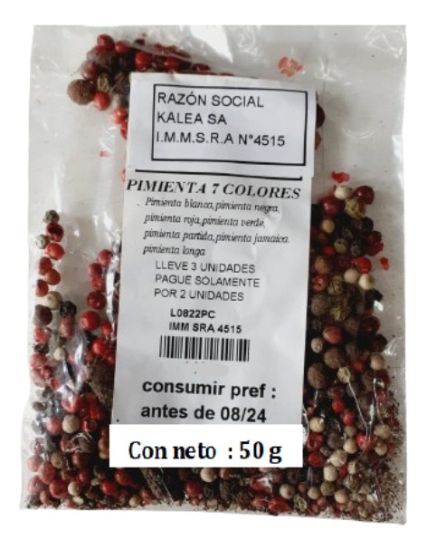 RAZÓN SOCIAL
KALEA SA
I.M.M.S.R.A N°4515
PIMIENTA 7 COLORES
Pimienta blanca, pimienta negra,
pimienta roja, pimienta verde,
pimienta partida, pimienta jamaica.
pimienta longa
LLEVE 3 UNIDADES
PAGUE SOLAMENTE
POR 2 UNIDADES
L0822PC
IMM SRA 4515
consumir pref :
antes de 08/24
Con neto : 50 g